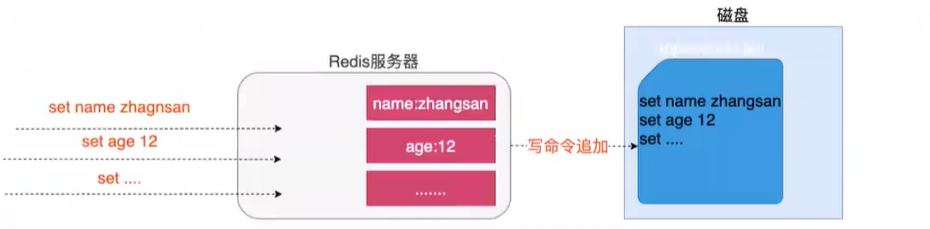 磁盘
Redis服务器
set name zhagnsan
set age 12
set ....
name:zhangsan
age:12
.......
写命令追加
set name zhangsan
set age 12
set ....